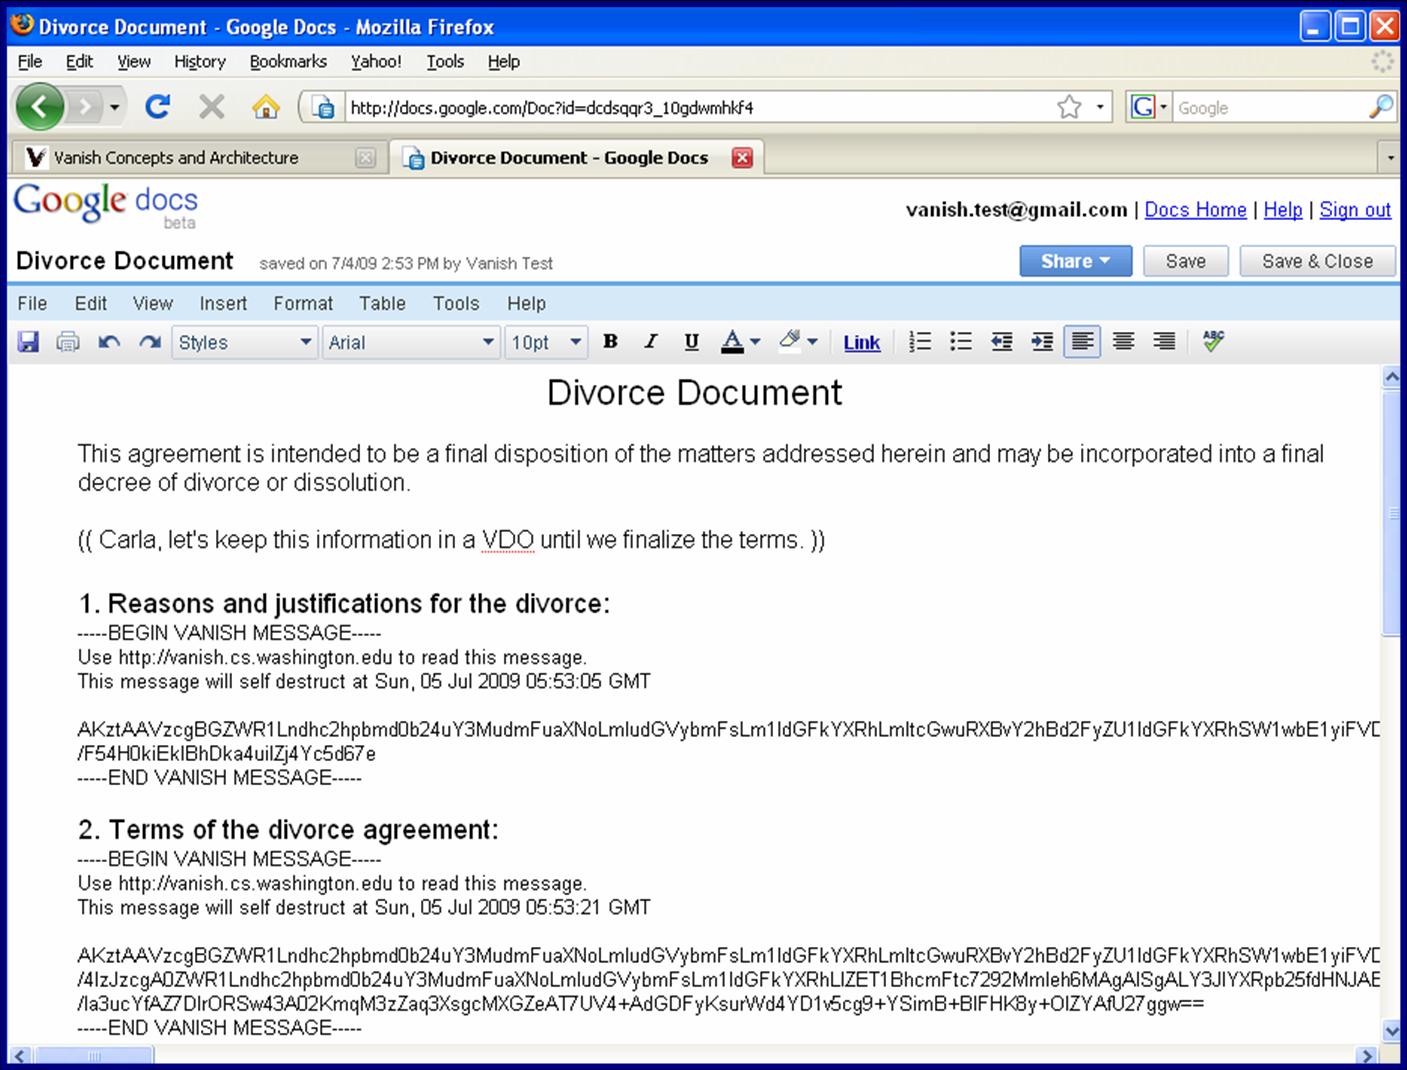 Divorce Document - Google Docs - Mozilla Firefox
File Edit View History Bookmarks Yahoo! Tools Help
http://docs.google.com/Doc?id=dcdsqqr3_10gdwmhkf4 G Google
Vanish Concepts and Architecture Divorce Document - Google Docs
Google docs
beta
vanish.test@gmail.com | Docs Home | Help | Sign out
Divorce Document saved on 7/4/09 2:53 PM by Vanish Test Share Save Save & Close
File Edit View Insert Format Table Tools Help
Styles Arial 10pt B I U A Link ABC
Divorce Document
This agreement is intended to be a final disposition of the matters addressed herein and may be incorporated into a final
decree of divorce or dissolution.
(( Carla, let's keep this information in a VDO until we finalize the terms. ))
1. Reasons and justifications for the divorce:
-----BEGIN VANISH MESSAGE-----
Use http://vanish.cs.washington.edu to read this message.
This message will self destruct at Sun, 05 Jul 2009 05:53:05 GMT
/F54H0kiEkIBhDka4uiIZj4Yc5d67e
-----END VANISH MESSAGE-----
2. Terms of the divorce agreement:
-----BEGIN VANISH MESSAGE-----
Use http://vanish.cs.washington.edu to read this message.
This message will self destruct at Sun, 05 Jul 2009 05:53:21 GMT
-----END VANISH MESSAGE-----